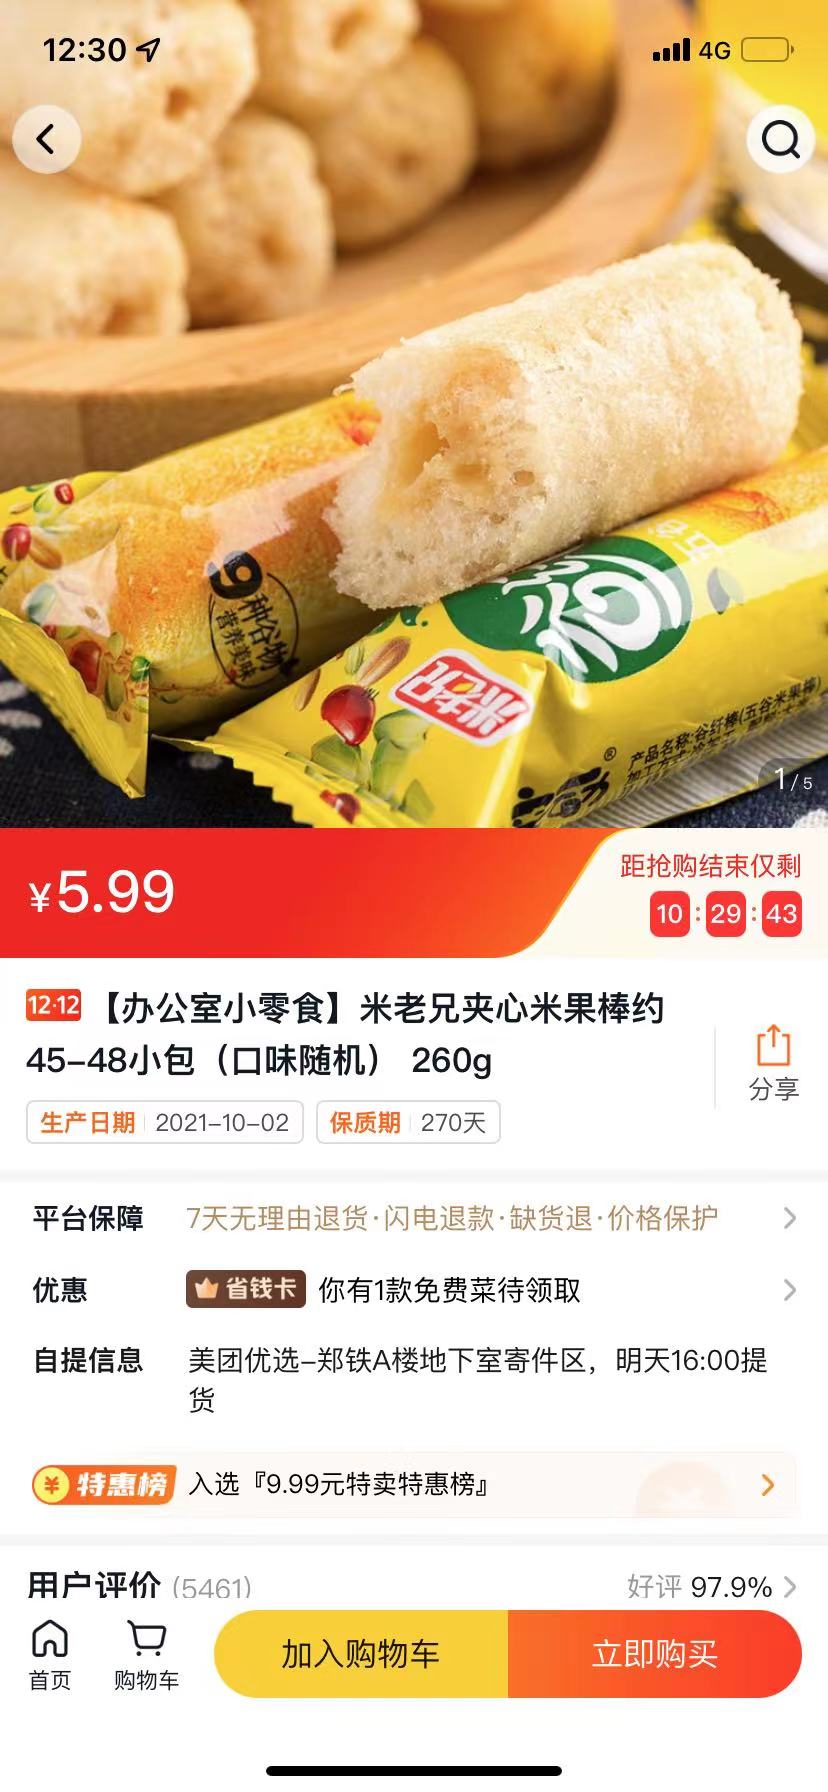 12:30
4G
9种谷物
营养美味
米老兄
产品名称:谷纤棒(五谷米果棒)
1/5
¥5.99
距抢购结束仅剩
10:29:43
12·12【办公室小零食】米老兄夹心米果棒约
45-48小包（口味随机） 260g
分享
生产日期 2021-10-02 保质期 270天
平台保障 7天无理由退货·闪电退款·缺货退·价格保护
优惠 省钱卡 你有1款免费菜待领取
自提信息 美团优选-郑铁A楼地下室寄件区，明天16:00提
货
¥ 特惠榜 入选『9.99元特卖特惠榜』
用户评价 (5461) 好评 97.9%
首页 购物车 加入购物车 立即购买